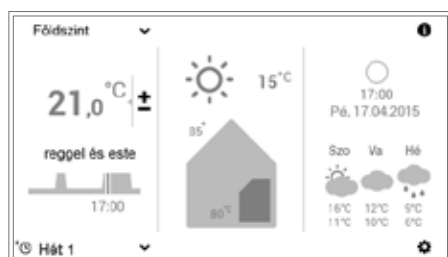 Földszint
21,0 °C ±
reggel és este
17:00
Hét 1
15°C
85°
80°C
17:00
Pé, 17.04.2015
Szo Va Hé
16°C 12°C 9°C
11°C 10°C 6°C